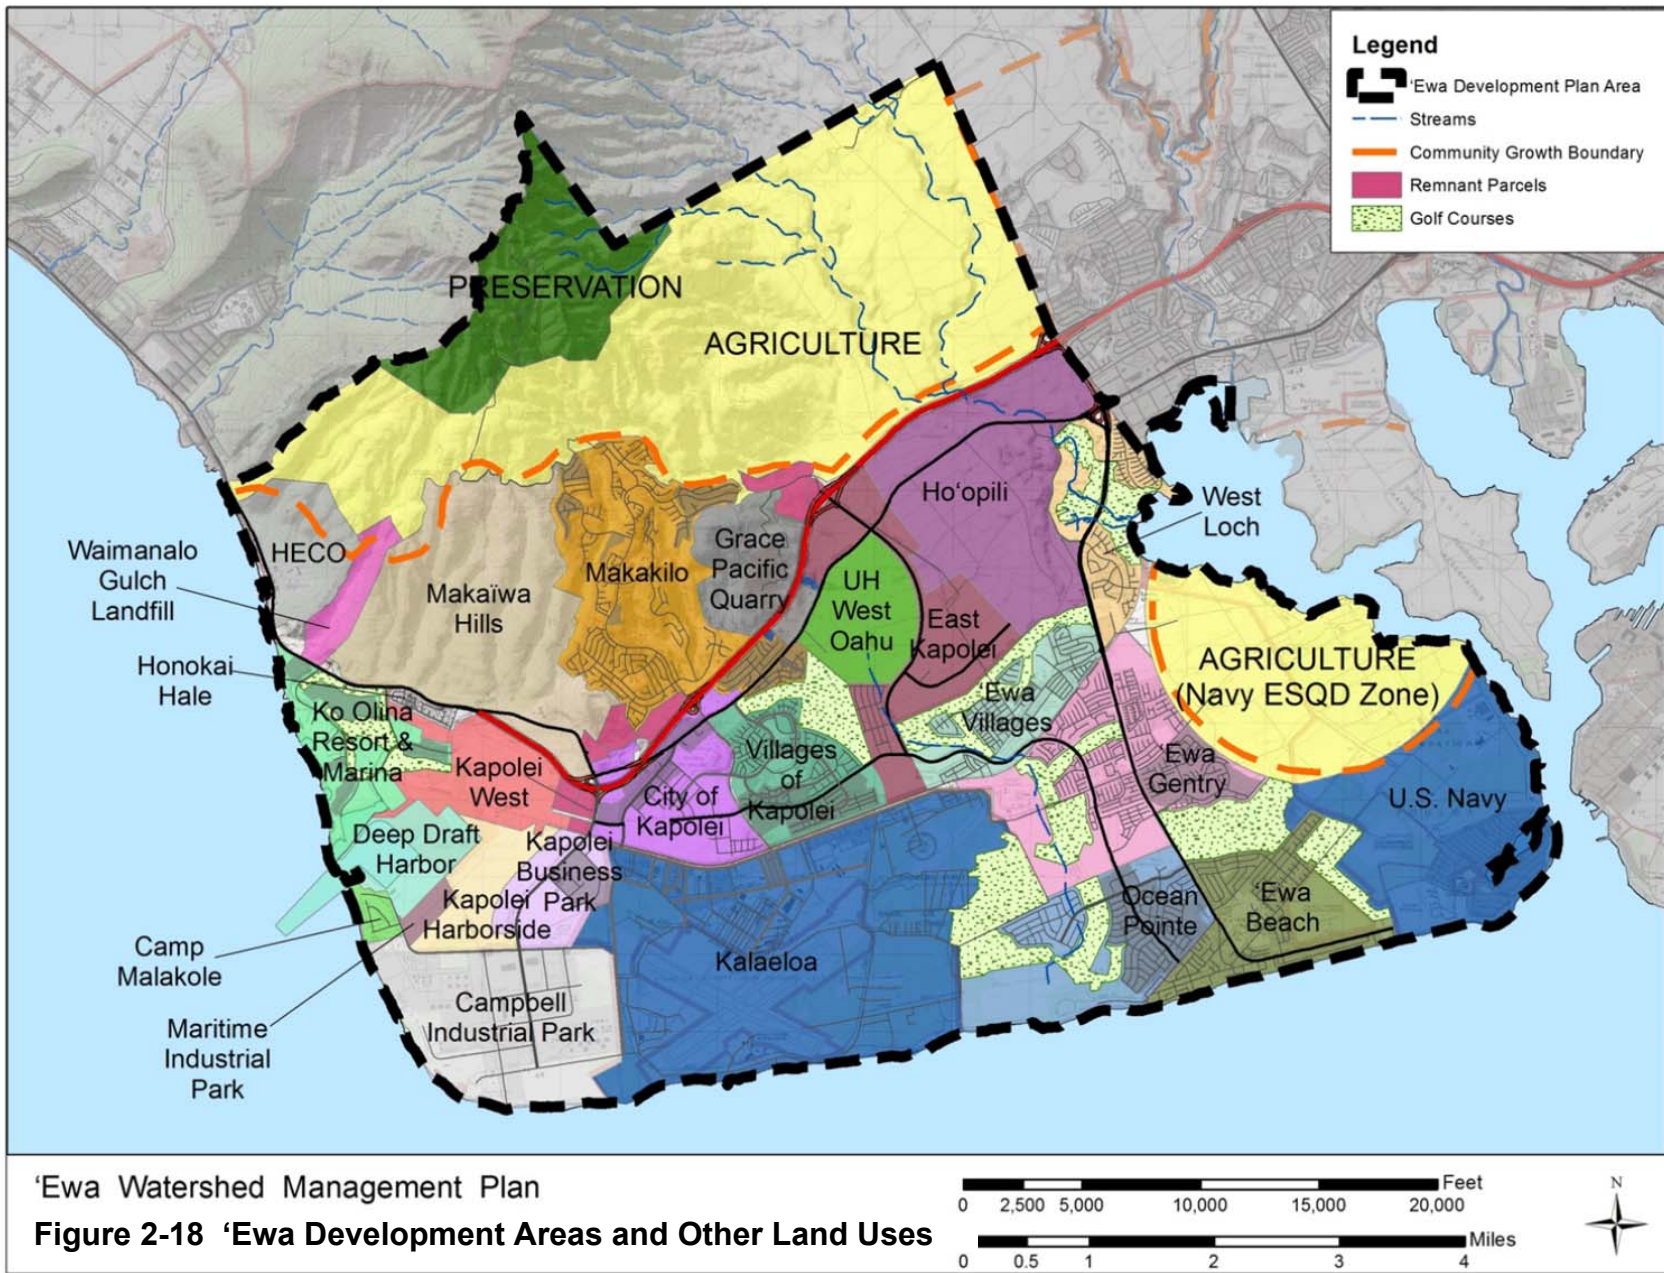 Legend
‘Ewa Development Plan Area
Streams
Community Growth Boundary
Remnant Parcels
Golf Courses
PRESERVATION
AGRICULTURE
Ho‘opili
West
Loch
HECO
Waimanalo
Gulch
Landfill
Makaïwa
Hills
Makakilo
Grace
Pacific
Quarry
UH
West
Oahu
East
Kapolei
AGRICULTURE
(Navy ESQD Zone)
Honokai
Hale
Ko Olina
Resort &
Marina
‘Ewa
Villages
Kapolei
West
City of
Kapolei
Villages
of
Kapolei
‘Ewa
Gentry
U.S. Navy
Deep Draft
Harbor
Kapolei
Business
Park
Kapolei
Harborside
Ocean
Pointe
‘Ewa
Beach
Camp
Malakole
Kalaeloa
Maritime
Industrial
Park
Campbell
Industrial Park
‘Ewa Watershed Management Plan
Figure 2-18 ‘Ewa Development Areas and Other Land Uses
Feet
0 2,500 5,000 10,000 15,000 20,000
Miles
0 0.5 1 2 3 4
N